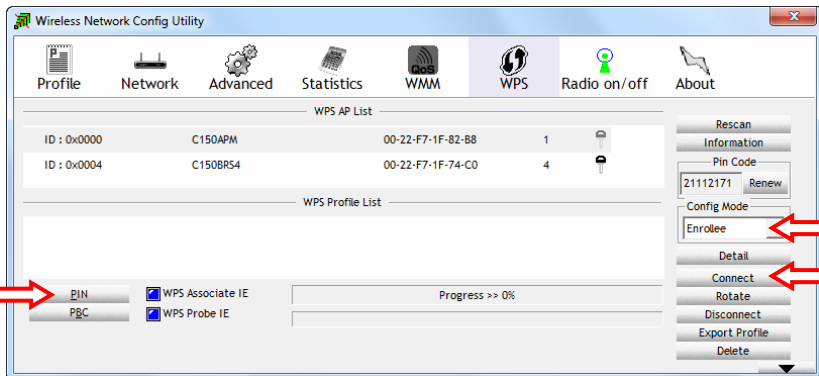 Wireless Network Config Utility
Profile Network Advanced Statistics WMM WPS Radio on/off About
QoS
WPS AP List
ID : 0x0000 C150APM 00-22-F7-1F-82-B8 1
ID : 0x0004 C150BRS4 00-22-F7-1F-74-C0 4
WPS Profile List
PIN
PBC
WPS Associate IE
WPS Probe IE
Progress >> 0%
Rescan
Information
Pin Code
21112171 Renew
Config Mode
Enrollee
Detail
Connect
Rotate
Disconnect
Export Profile
Delete